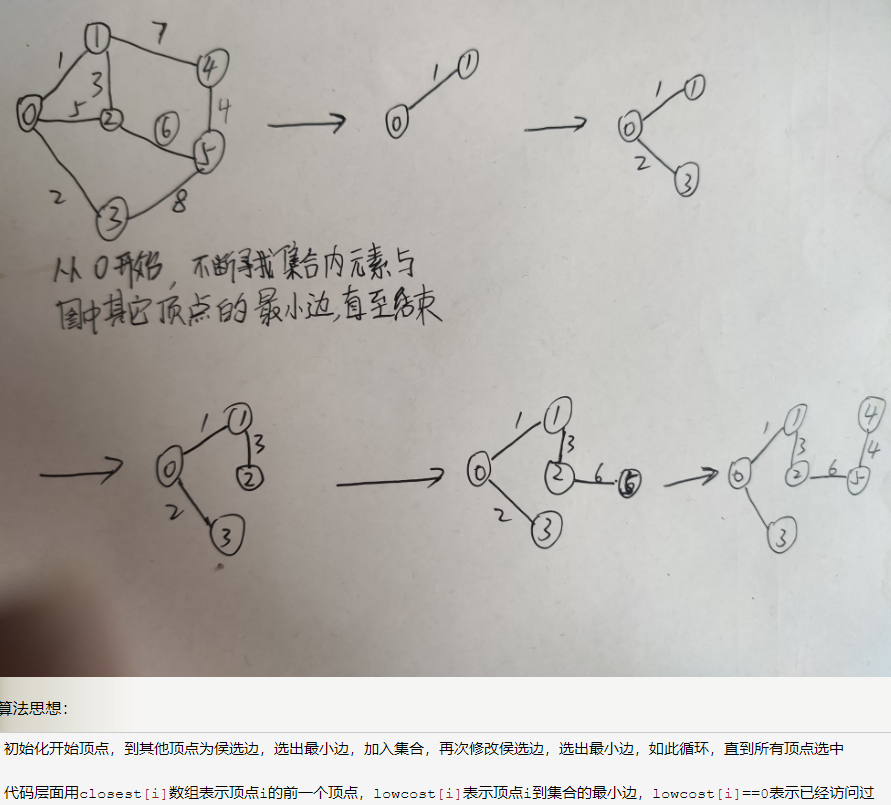 1 7 4
1 3 4
0 5 2 6 5
2 3 8
0 1 1
0 1 1 2 3
从0开始，不断寻找集合内元素与
图中其它顶点的最小边,直至结束
0 1 1 3 2 2 3
0 1 1 3 2 6 5 2 3
0 1 1 3 2 6 5 4 4 3
算法思想：
初始化开始顶点，到其他顶点为侯选边，选出最小边，加入集合，再次修改侯选边，选出最小边，如此循环，直到所有顶点选中
代码层面用closest[i]数组表示顶点i的前一个顶点，lowcost[i]表示顶点i到集合的最小边，lowcost[i]==0表示已经访问过